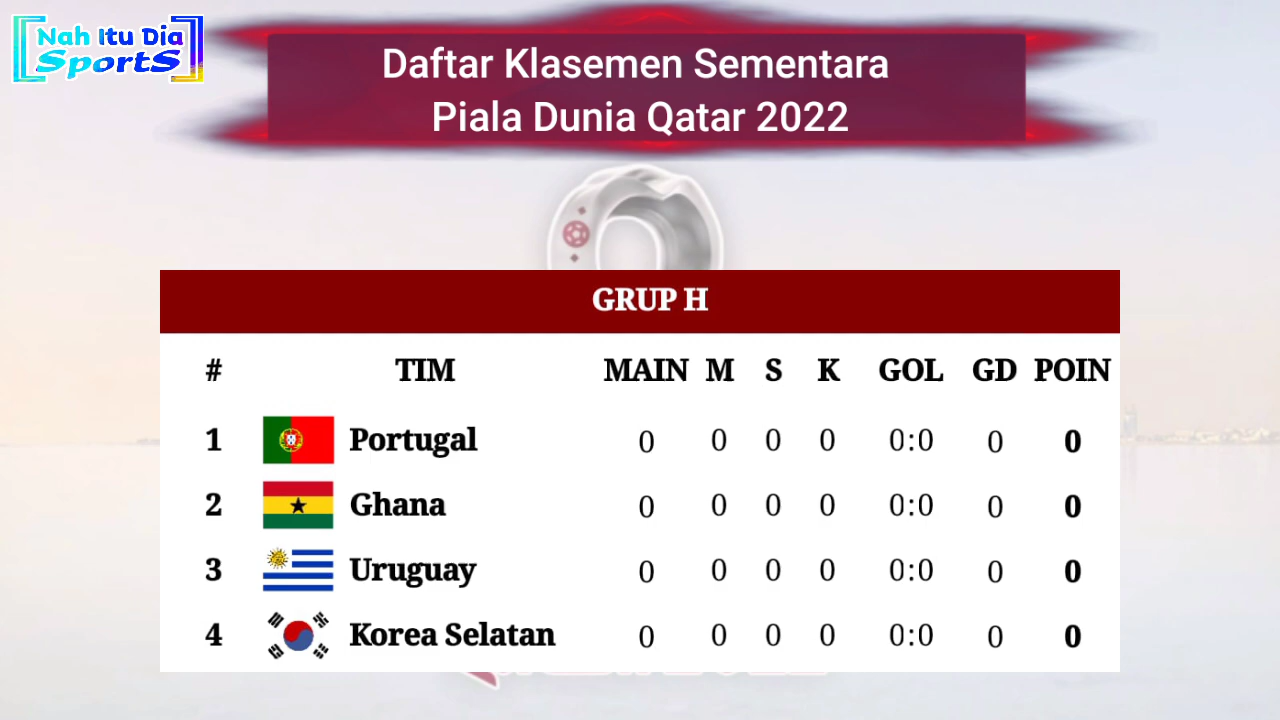 Nah Itu Dia
Sports
Daftar Klasemen Sementara
Piala Dunia Qatar 2022
GRUP H
# TIM MAIN M S K GOL GD POIN
1 Portugal 0 0 0 0 0:0 0 0
2 Ghana 0 0 0 0 0:0 0 0
3 Uruguay 0 0 0 0 0:0 0 0
4 Korea Selatan 0 0 0 0 0:0 0 0